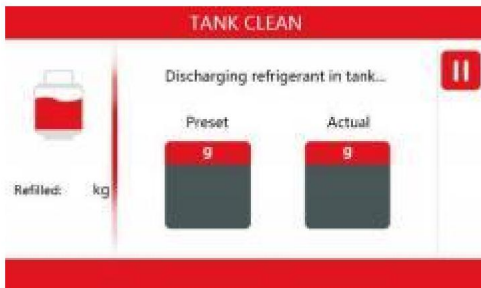 TANK CLEAN
Discharging refrigerant in tank...
Preset Actual
g g
Refilled: kg